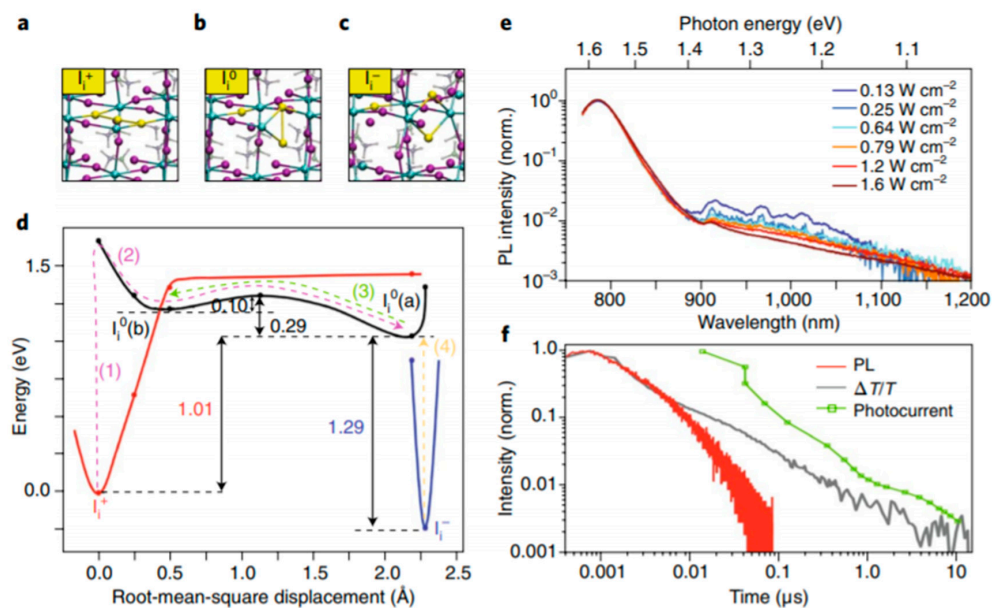 a
b
c
I_i^+
I_i^0
I_i^−
d
Energy (eV)
1.5
0.0
(2)
(3)
I_i^0(a)
0.10
I_i^0(b)
0.29
(1)
(4)
1.01
1.29
I_i^+
I_i^−
0.0 0.5 1.0 1.5 2.0 2.5
Root-mean-square displacement (Å)
e
Photon energy (eV)
1.6 1.5 1.4 1.3 1.2 1.1
PL intensity (norm.)
10^0
10^−1
10^−2
10^−3
0.13 W cm^−2
0.25 W cm^−2
0.64 W cm^−2
0.79 W cm^−2
1.2 W cm^−2
1.6 W cm^−2
800 900 1,000 1,100 1,200
Wavelength (nm)
f
Intensity (norm.)
1.0
0.1
0.01
0.001
PL
ΔT/T
Photocurrent
0.001 0.01 0.1 1 10
Time (μs)